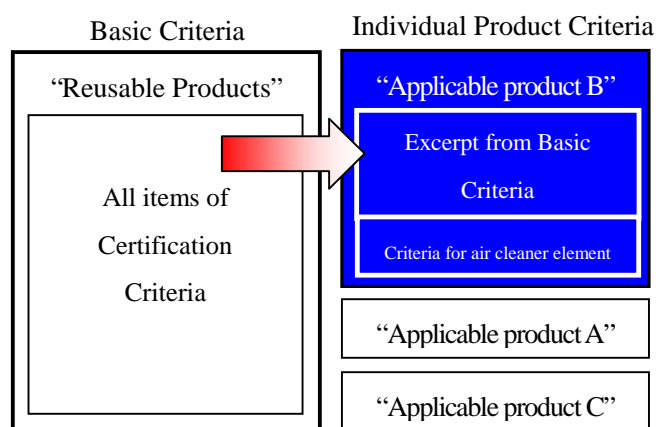 Basic Criteria
“Reusable Products”
All items of
Certification
Criteria
Individual Product Criteria
“Applicable product B”
Excerpt from Basic
Criteria
Criteria for air cleaner element
“Applicable product A”
“Applicable product C”